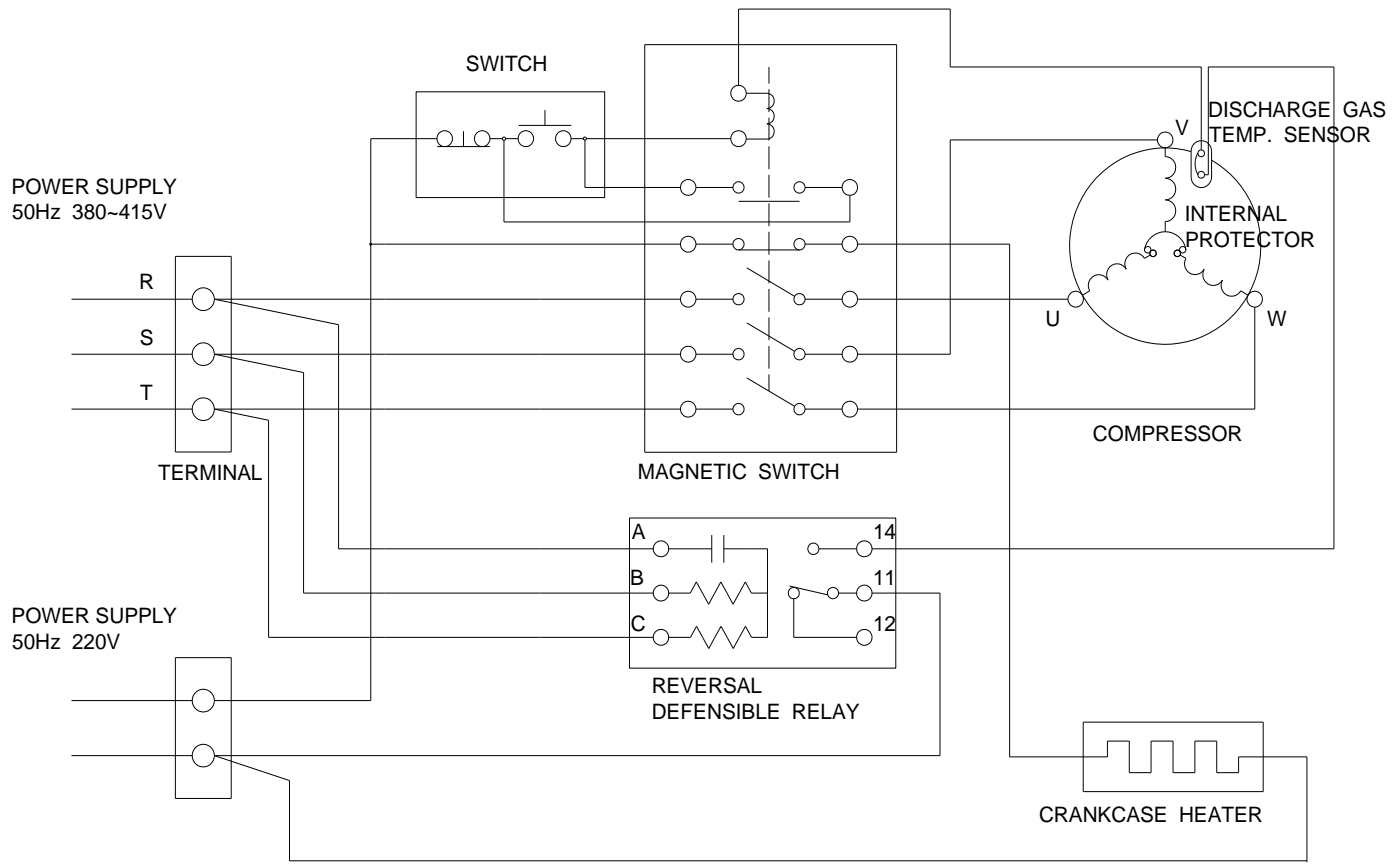 SWITCH
DISCHARGE GAS
TEMP. SENSOR
V
POWER SUPPLY
50Hz 380~415V
INTERNAL
PROTECTOR
R
U
W
S
T
COMPRESSOR
TERMINAL
MAGNETIC SWITCH
A
14
B
11
C
12
POWER SUPPLY
50Hz 220V
REVERSAL
DEFENSIBLE RELAY
CRANKCASE HEATER